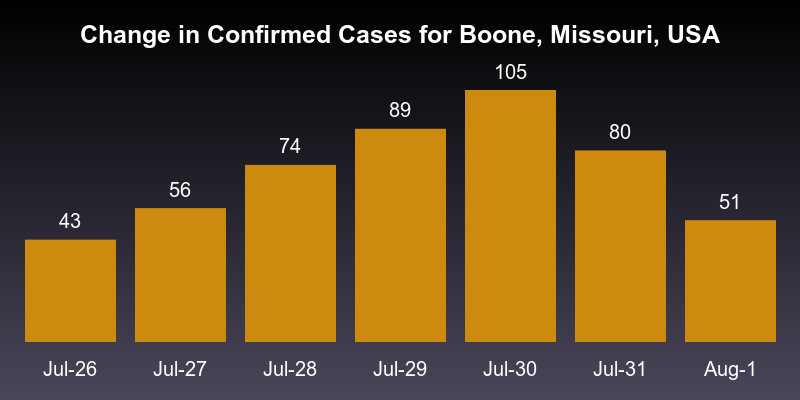 Change in Confirmed Cases for Boone, Missouri, USA
43
56
74
89
105
80
51
Jul-26
Jul-27
Jul-28
Jul-29
Jul-30
Jul-31
Aug-1